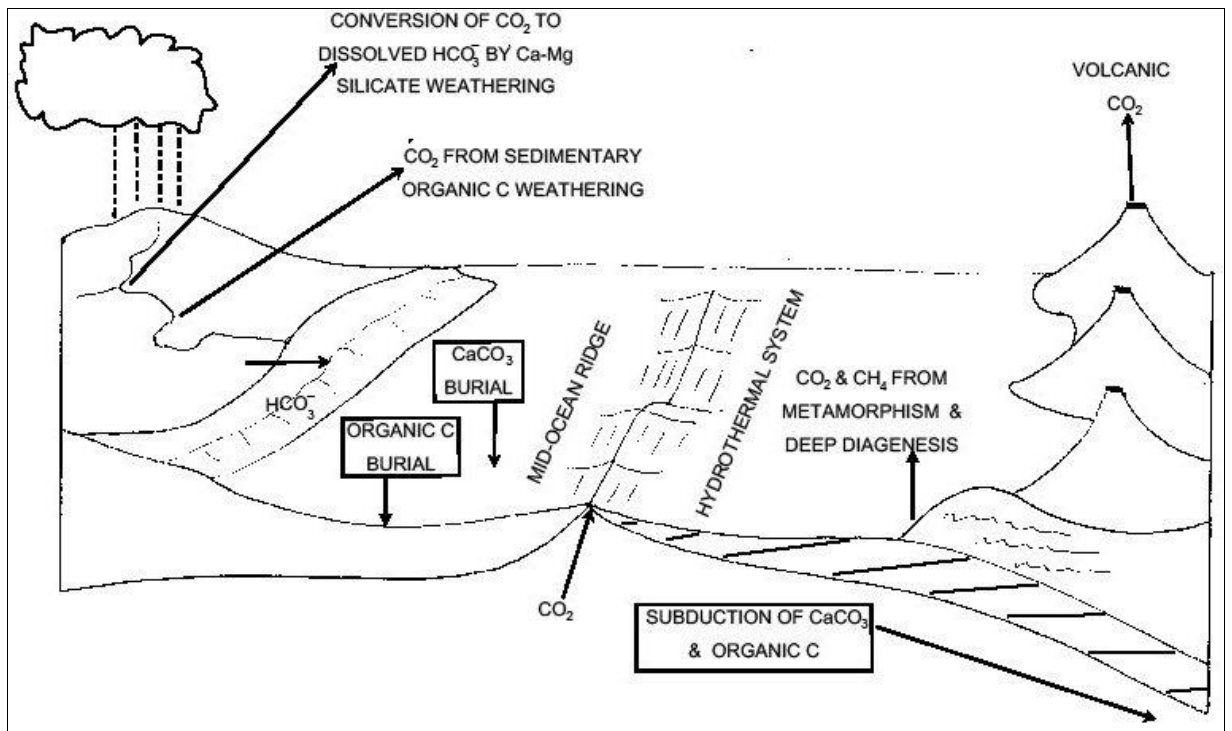 CONVERSION OF CO₂ TO
DISSOLVED HCO₃⁻ BY Ca-Mg
SILICATE WEATHERING
VOLCANIC
CO₂
CO₂ FROM SEDIMENTARY
ORGANIC C WEATHERING
HCO₃⁻
CaCO₃
BURIAL
ORGANIC C
BURIAL
MID-OCEAN RIDGE
HYDROTHERMAL SYSTEM
CO₂ & CH₄ FROM
METAMORPHISM &
DEEP DIAGENESIS
CO₂
SUBDUCTION OF CaCO₃
& ORGANIC C